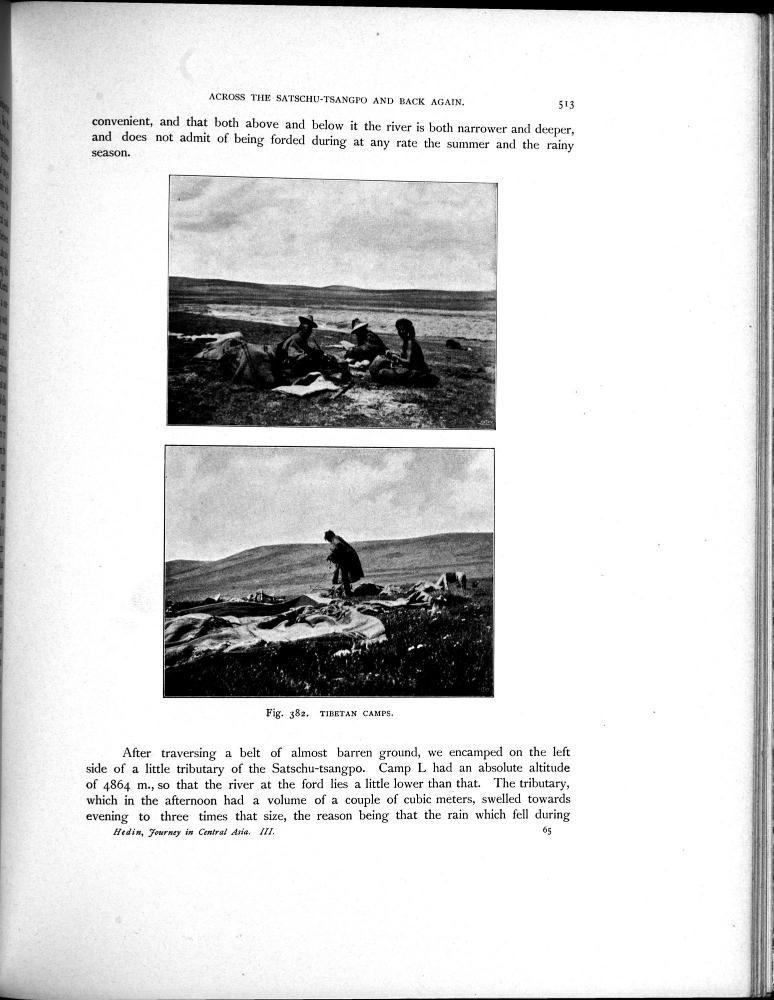 ACROSS THE SATSCHU-TSANGPO AND BACK AGAIN. 513
convenient, and that both above and below it the river is both narrower and deeper,
and does not admit of being forded during at any rate the summer and the rainy
season.
Fig. 382. TIBETAN CAMPS.
After traversing a belt of almost barren ground, we encamped on the left
side of a little tributary of the Satschu-tsangpo. Camp L had an absolute altitude
of 4864 m., so that the river at the ford lies a little lower than that. The tributary,
which in the afternoon had a volume of a couple of cubic meters, swelled towards
evening to three times that size, the reason being that the rain which fell during
Hedin, Journey in Central Asia. III. 65